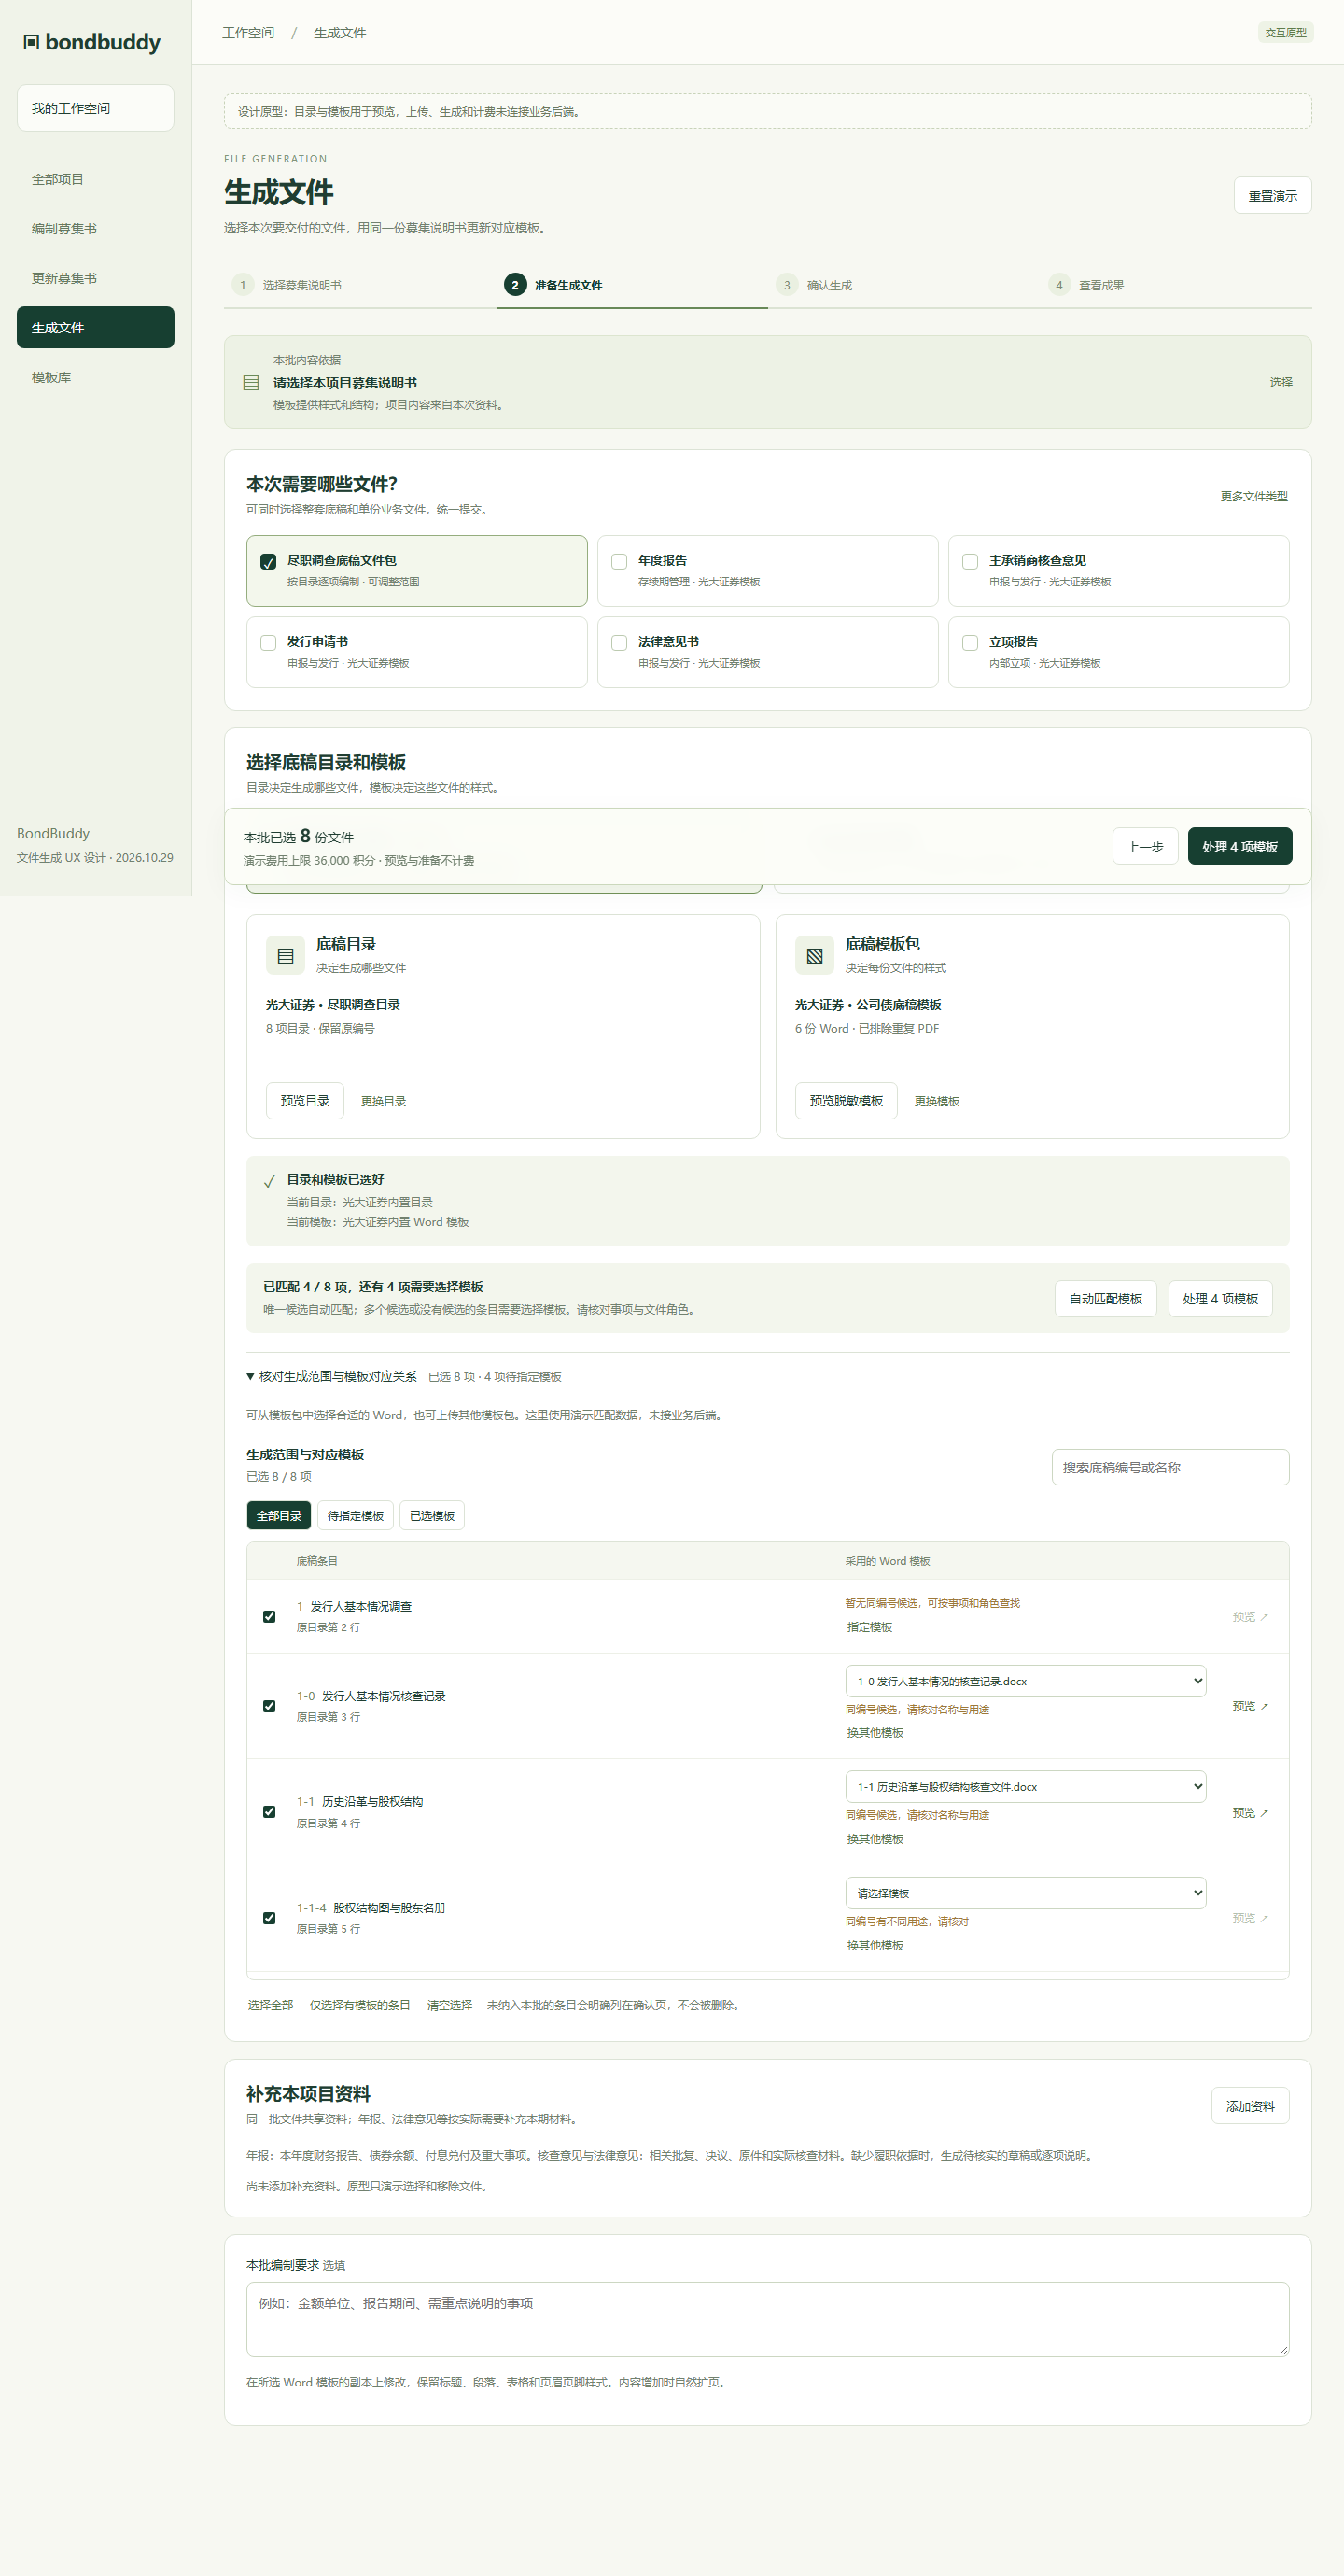 bondbuddy
我的工作空间
全部项目
编制募集书
更新募集书
生成文件
模板库
BondBuddy
文件生成 UX 设计 · 2026.10.29
工作空间 / 生成文件
交互原型
设计原型：目录与模板用于预览，上传、生成和计费未连接业务后端。
FILE GENERATION
生成文件
选择本次要交付的文件，用同一份募集说明书更新对应模板。
重置演示
1 选择募集说明书
2 准备生成文件
3 确认生成
4 查看成果
本批内容依据
请选择本项目募集说明书
模板提供样式和结构；项目内容来自本次资料。
选择
本次需要哪些文件？
可同时选择整套底稿和单份业务文件，统一提交。
更多文件类型
尽职调查底稿文件包
按目录逐项编制 · 可调整范围
年度报告
存续期管理 · 光大证券模板
主承销商核查意见
申报与发行 · 光大证券模板
发行申请书
申报与发行 · 光大证券模板
法律意见书
申报与发行 · 光大证券模板
立项报告
内部立项 · 光大证券模板
选择底稿目录和模板
目录决定生成哪些文件，模板决定这些文件的样式。
本批已选 8 份文件
演示费用上限 36,000 积分 · 预览与准备不计费
上一步
处理 4 项模板
底稿目录
决定生成哪些文件
光大证券 • 尽职调查目录
8 项目录 · 保留原编号
预览目录
更换目录
底稿模板包
决定每份文件的样式
光大证券 • 公司债底稿模板
6 份 Word · 已排除重复 PDF
预览脱敏模板
更换模板
✓ 目录和模板已选好
当前目录：光大证券内置目录
当前模板：光大证券内置 Word 模板
已匹配 4 / 8 项，还有 4 项需要选择模板
唯一候选自动匹配；多个候选或没有候选的条目需要选择模板。请核对事项与文件角色。
自动匹配模板
处理 4 项模板
▼ 核对生成范围与模板对应关系 已选 8 项 · 4 项待指定模板
可从模板包中选择合适的 Word，也可上传其他模板包。这里使用演示匹配数据，未接业务后端。
生成范围与对应模板
已选 8 / 8 项
搜索底稿编号或名称
全部目录
待指定模板
已选模板
底稿条目
采用的 Word 模板
1 发行人基本情况调查
原目录第 2 行
暂无同编号候选，可按事项和角色查找
指定模板
预览 ↗
1-0 发行人基本情况核查记录
原目录第 3 行
1-0 发行人基本情况的核查记录.docx
同编号候选，请核对名称与用途
换其他模板
预览 ↗
1-1 历史沿革与股权结构
原目录第 4 行
1-1 历史沿革与股权结构核查文件.docx
同编号候选，请核对名称与用途
换其他模板
预览 ↗
1-1-4 股权结构图与股东名册
原目录第 5 行
请选择模板
同编号有不同用途，请核对
换其他模板
预览 ↗
选择全部
仅选择有模板的条目
清空选择
未纳入本批的条目会明确列在确认页，不会被删除。
补充本项目资料
同一批文件共享资料；年报、法律意见等按实际需要补充本期材料。
添加资料
年报：本年度财务报告、债券余额、付息兑付及重大事项。核查意见与法律意见：相关批复、决议、原件和实际核查材料。缺少履职依据时，生成待核实的草稿或逐项说明。
尚未添加补充资料。原型只演示选择和移除文件。
本批编制要求 选填
例如：金额单位、报告期间、需重点说明的事项
在所选 Word 模板的副本上修改，保留标题、段落、表格和页眉页脚样式。内容增加时自然扩页。